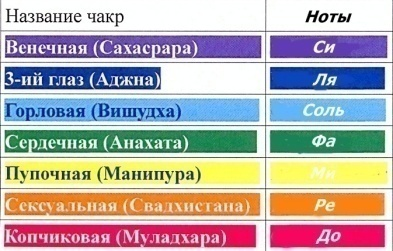 Название чакр Ноты
Венечная (Сахасрара) Си
3-ий глаз (Аджна) Ля
Горловая (Вишудха) Соль
Сердечная (Анахата) Фа
Пупочная (Манипура) Ми
Сексуальная (Свадхистана) Ре
Копчиковая (Муладхара) До